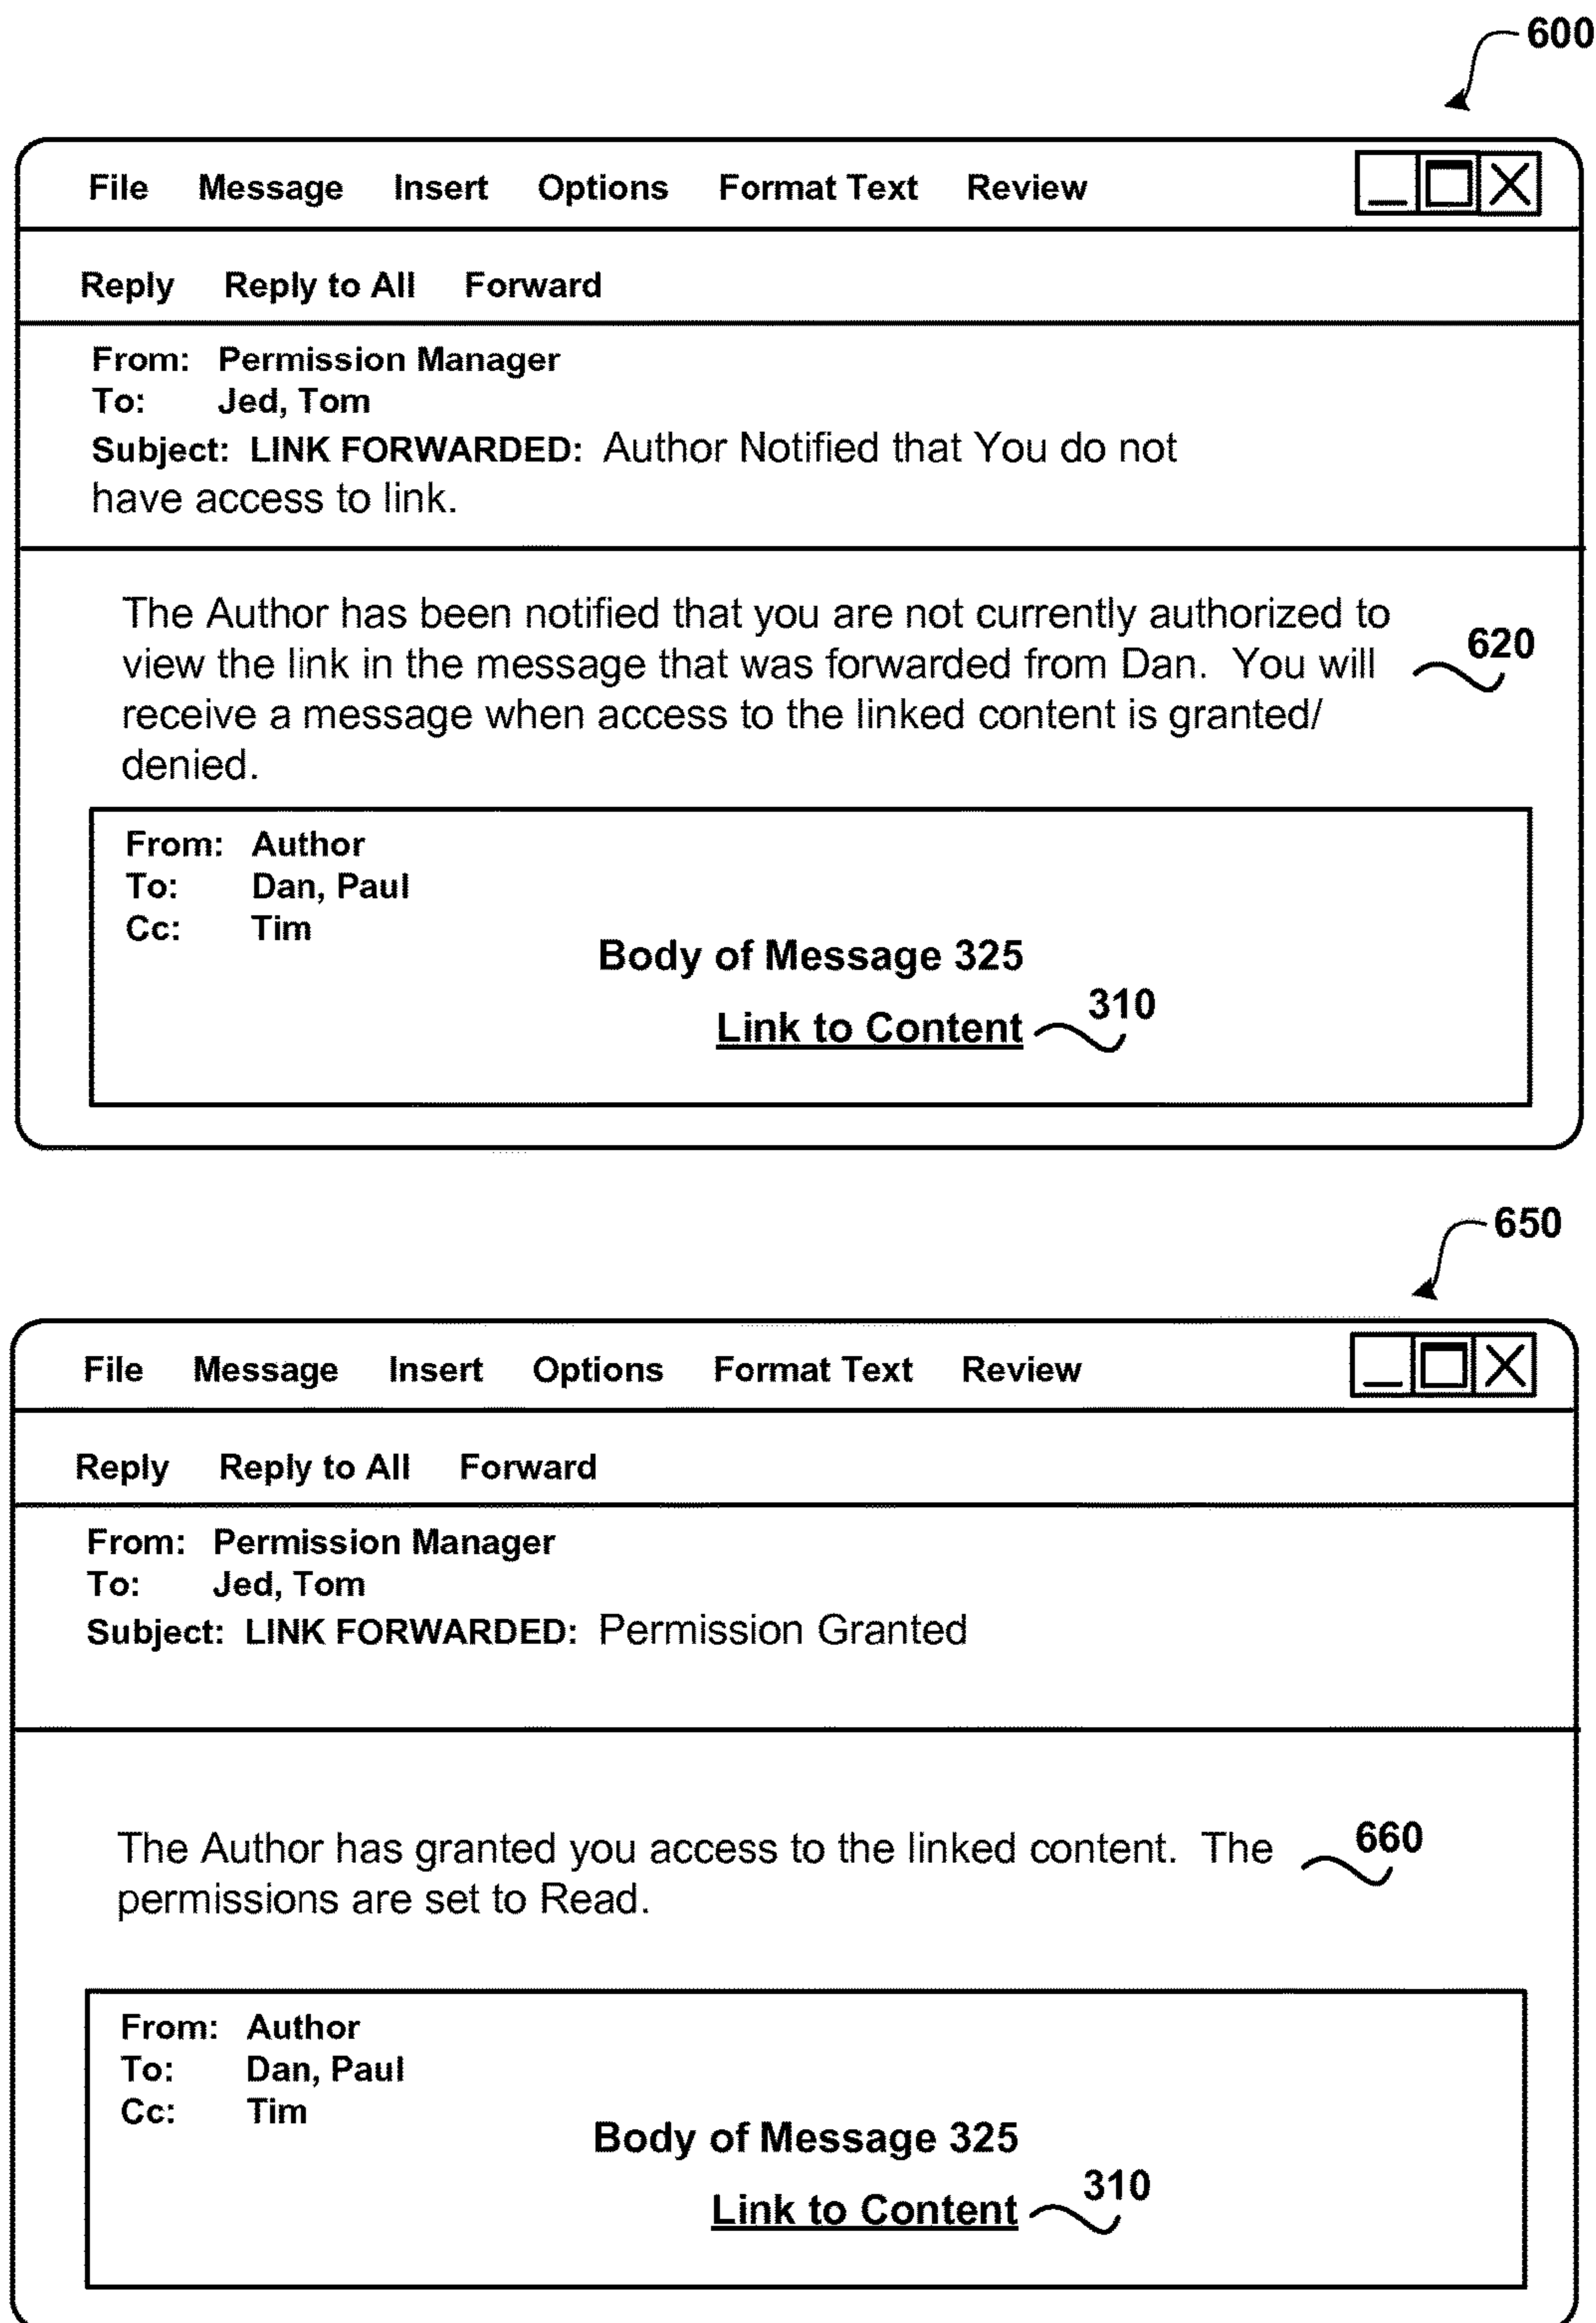 600
File Message Insert Options Format Text Review
Reply Reply to All Forward
From: Permission Manager
To: Jed, Tom
Subject: LINK FORWARDED: Author Notified that You do not
have access to link.
The Author has been notified that you are not currently authorized to
view the link in the message that was forwarded from Dan. You will
receive a message when access to the linked content is granted/
denied.
620
From: Author
To: Dan, Paul
Cc: Tim
Body of Message 325
Link to Content
310
650
File Message Insert Options Format Text Review
Reply Reply to All Forward
From: Permission Manager
To: Jed, Tom
Subject: LINK FORWARDED: Permission Granted
The Author has granted you access to the linked content. The
permissions are set to Read.
660
From: Author
To: Dan, Paul
Cc: Tim
Body of Message 325
Link to Content
310